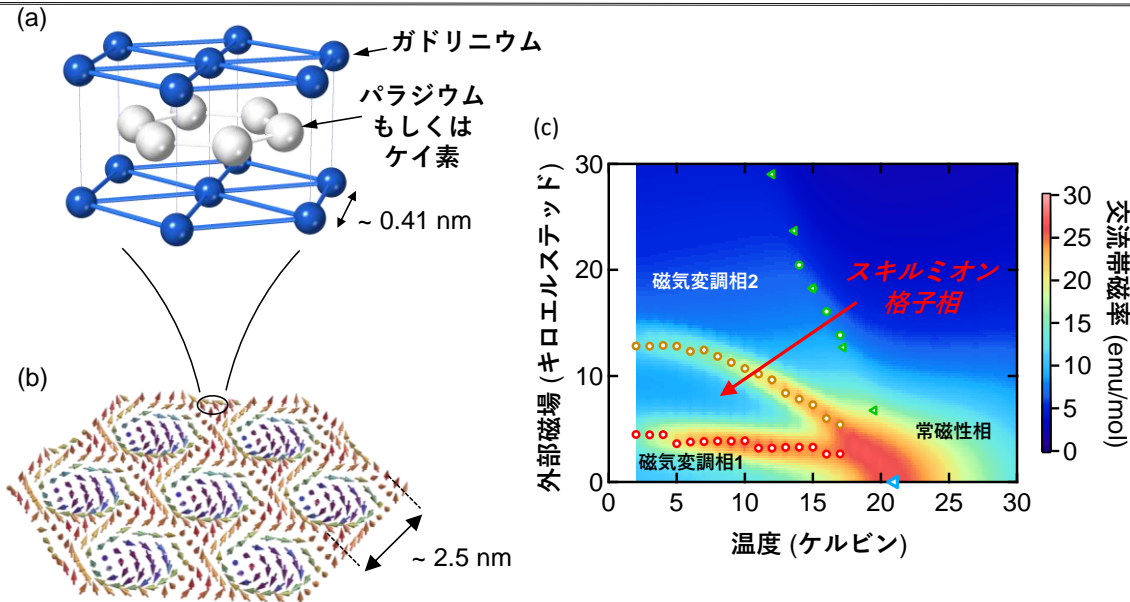 (a)
ガドリニウム
パラジウム
もしくは
ケイ素
~ 0.41 nm
(b)
~ 2.5 nm
(c)
外部磁場 (キロエルステッド)
30
20
10
0
磁気変調相2
スキルミオン
格子相
磁気変調相1
常磁性相
0
5
10
15
20
25
30
温度 (ケルビン)
30
25
20
15
10
5
0
交流帯磁率 (emu/mol)